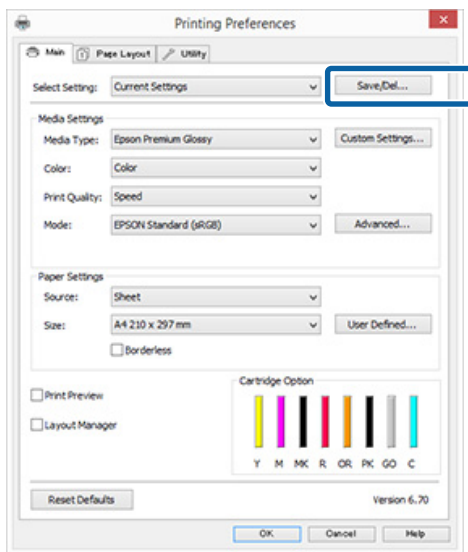 Printing Preferences
Main Page Layout Utility
Select Setting: Current Settings Save/Del...
Media Settings
Media Type: Epson Premium Glossy Custom Settings...
Color: Color
Print Quality: Speed
Mode: EPSON Standard (sRGB) Advanced...
Paper Settings
Source: Sheet
Size: A4 210 x 297 mm User Defined...
Borderless
Print Preview
Layout Manager
Cartridge Option
Y M MK R OR PK GO C
Reset Defaults Version 6.70
OK Cancel Help